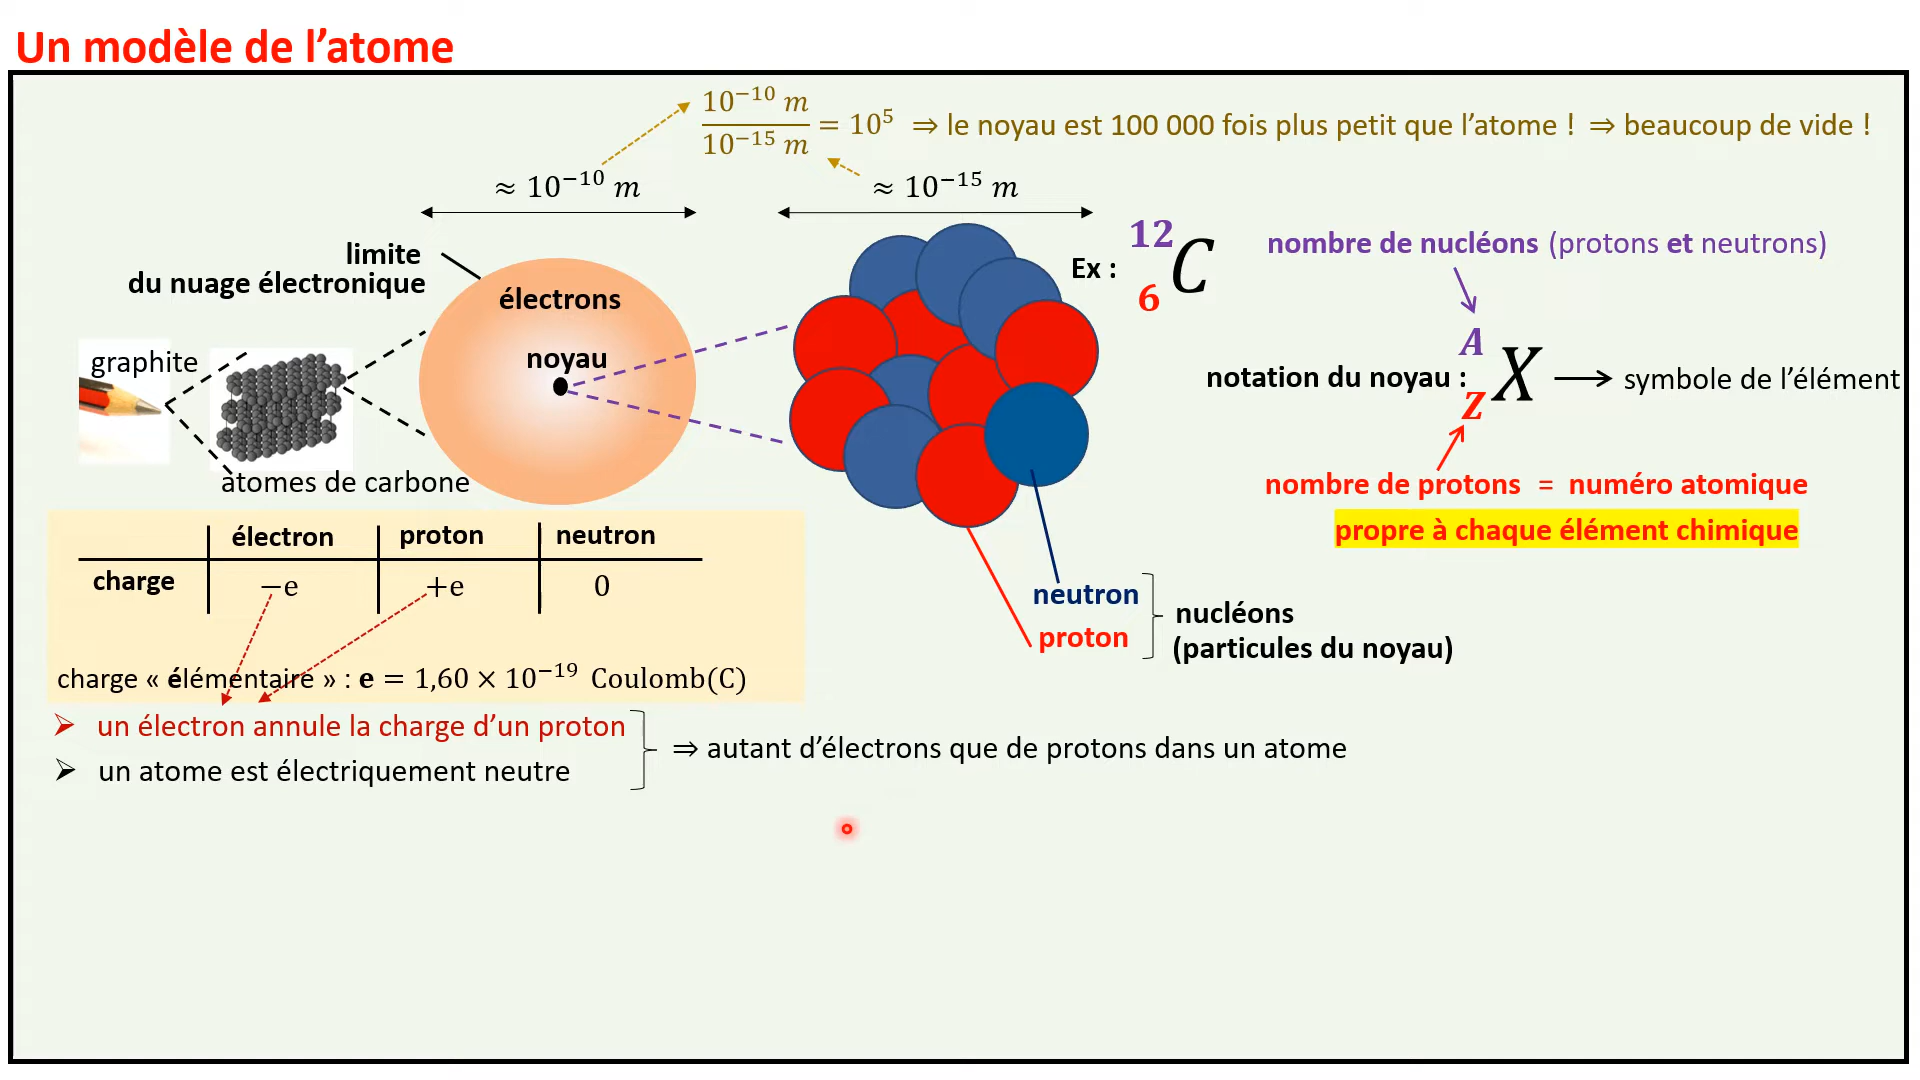 Un modèle de l’atome
10⁻¹⁰ m / 10⁻¹⁵ m = 10⁵ ⇒ le noyau est 100 000 fois plus petit que l’atome ! ⇒ beaucoup de vide !
≈ 10⁻¹⁰ m
≈ 10⁻¹⁵ m
limite
du nuage électronique
électrons
noyau
graphite
atomes de carbone
Ex :
12
6
C
nombre de nucléons (protons et neutrons)
A
notation du noyau :
X
symbole de l’élément
Z
nombre de protons = numéro atomique
propre à chaque élément chimique
électron proton neutron
charge −e +e 0
charge « élémentaire » : e = 1,60 × 10⁻¹⁹ Coulomb(C)
neutron
proton
nucléons
(particules du noyau)
➢ un électron annule la charge d’un proton
➢ un atome est électriquement neutre
⇒ autant d’électrons que de protons dans un atome